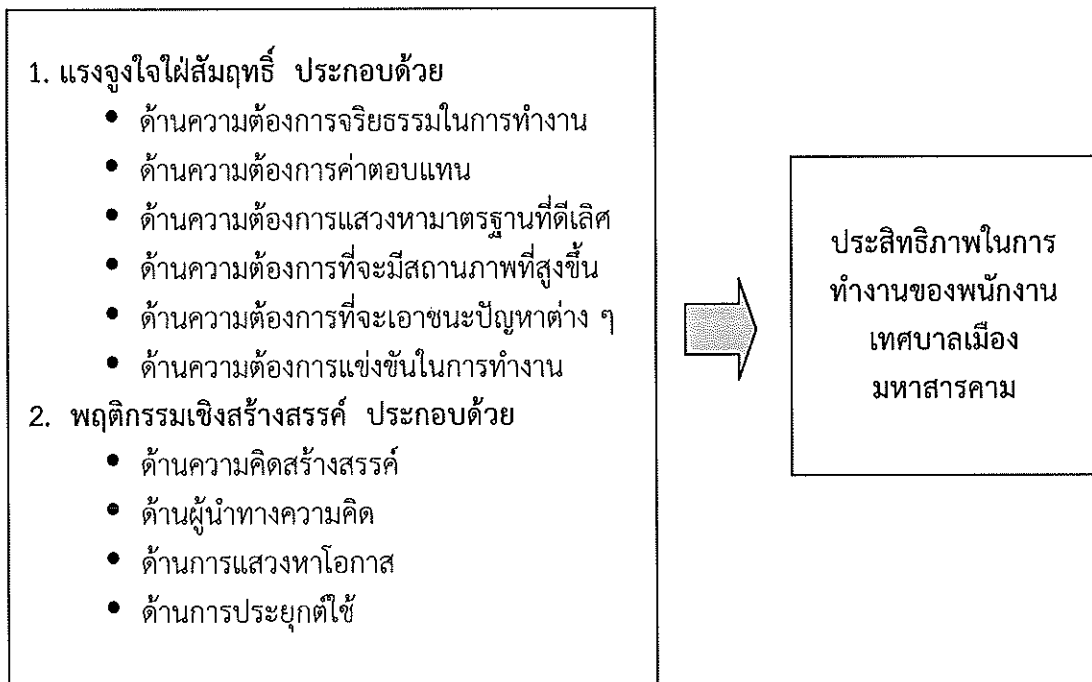 1. แรงจูงใจใฝ่สัมฤทธิ์ ประกอบด้วย
• ด้านความต้องการจริยธรรมในการทำงาน
• ด้านความต้องการค่าตอบแทน
• ด้านความต้องการแสวงหามาตรฐานที่ดีเลิศ
• ด้านความต้องการที่จะมีสถานภาพที่สูงขึ้น
• ด้านความต้องการที่จะเอาชนะปัญหาต่าง ๆ
• ด้านความต้องการแข่งขันในการทำงาน
2. พฤติกรรมเชิงสร้างสรรค์ ประกอบด้วย
• ด้านความคิดสร้างสรรค์
• ด้านผู้นำทางความคิด
• ด้านการแสวงหาโอกาส
• ด้านการประยุกต์ใช้
ประสิทธิภาพในการ
ทำงานของพนักงาน
เทศบาลเมือง
มหาสารคาม